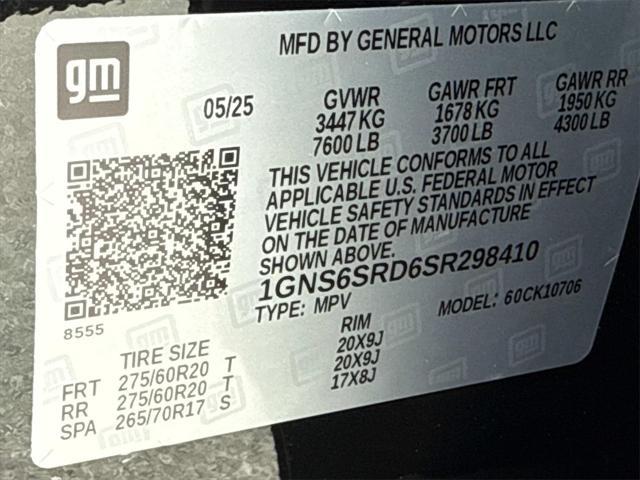 gm
MFD BY GENERAL MOTORS LLC
05/25
GVWR GAWR FRT GAWR RR
3447 KG 1678 KG 1950 KG
7600 LB 3700 LB 4300 LB
THIS VEHICLE CONFORMS TO ALL
APPLICABLE U.S. FEDERAL MOTOR
VEHICLE SAFETY STANDARDS IN EFFECT
ON THE DATE OF MANUFACTURE
SHOWN ABOVE.
1GNS6SRD6SR298410
TYPE: MPV MODEL: 60CK10706
8555
TIRE SIZE RIM
FRT 275/60R20 T 20X9J
RR 275/60R20 T 20X9J
SPA 265/70R17 S 17X8J